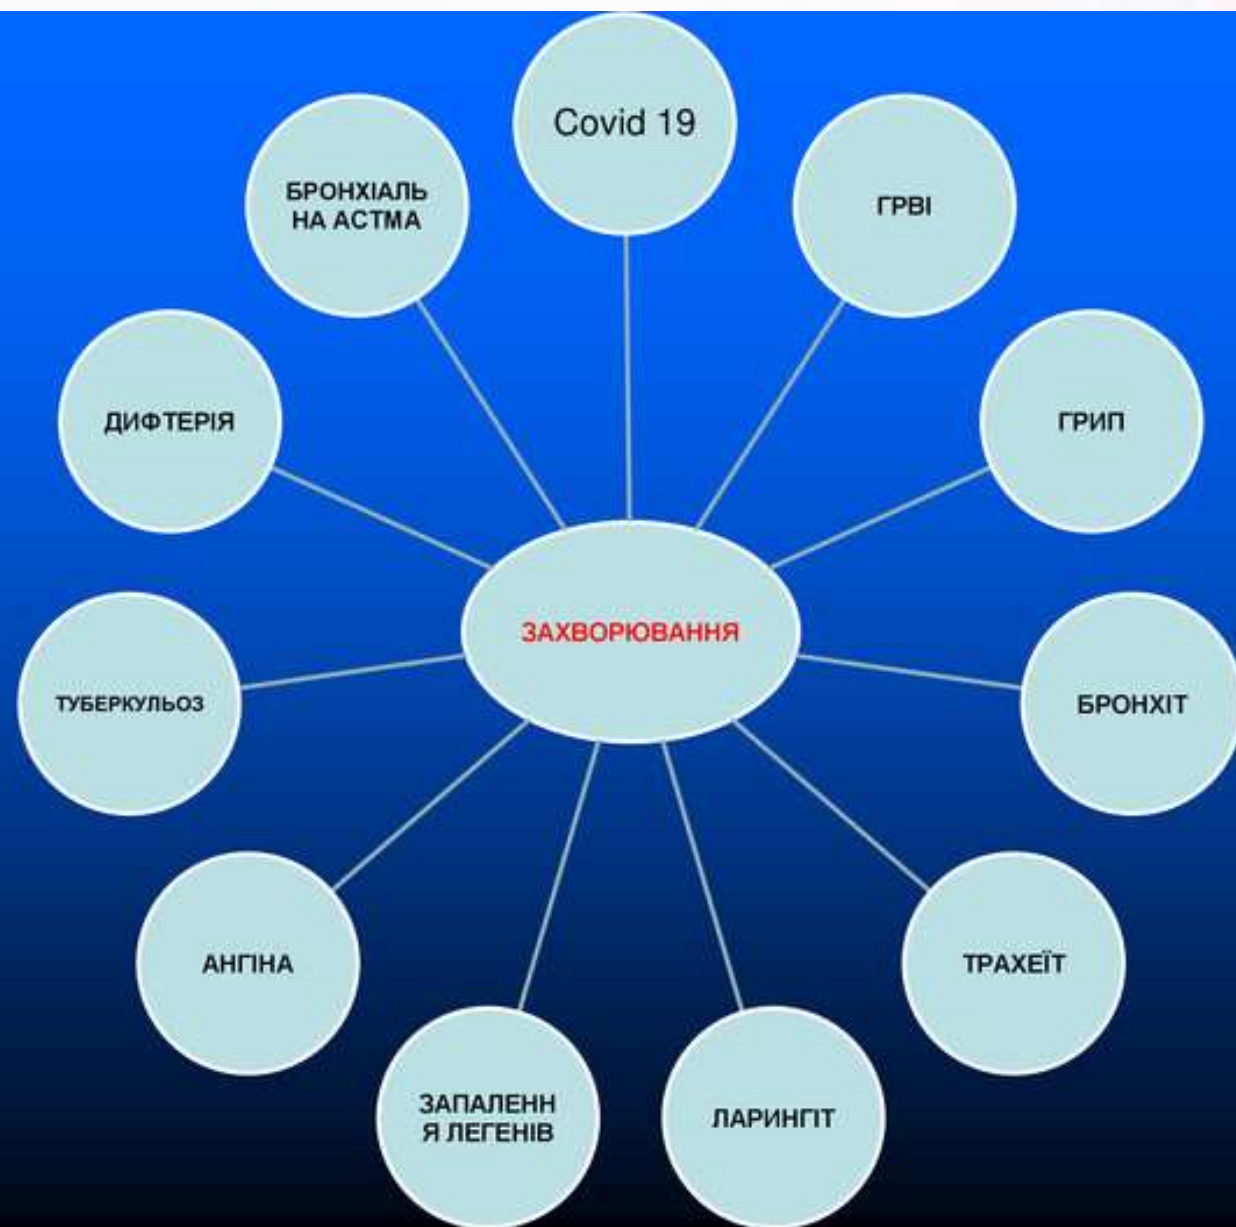 Covid 19
ГРВІ
ГРИП
БРОНХІТ
ТРАХЕЇТ
ЛАРИНГІТ
ЗАПАЛЕНН
Я ЛЕГЕНІВ
АНГІНА
ТУБЕРКУЛЬОЗ
ДИФТЕРІЯ
БРОНХІАЛЬ
НА АСТМА
ЗАХВОРЮВАННЯ